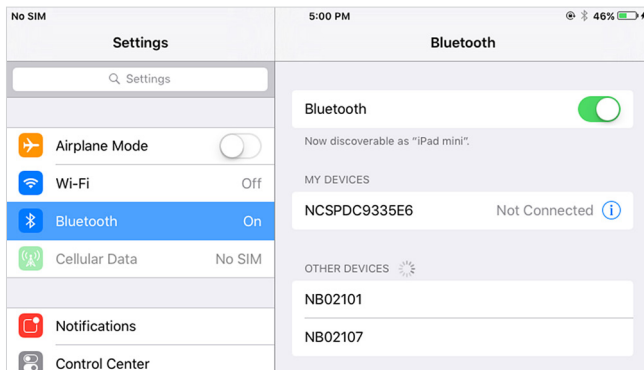 No SIM
5:00 PM
46%
Settings
Bluetooth
Settings
Airplane Mode
Wi-Fi Off
Bluetooth On
Cellular Data No SIM
Notifications
Control Center
Bluetooth
Now discoverable as “iPad mini”.
MY DEVICES
NCSPDC9335E6 Not Connected
OTHER DEVICES
NB02101
NB02107